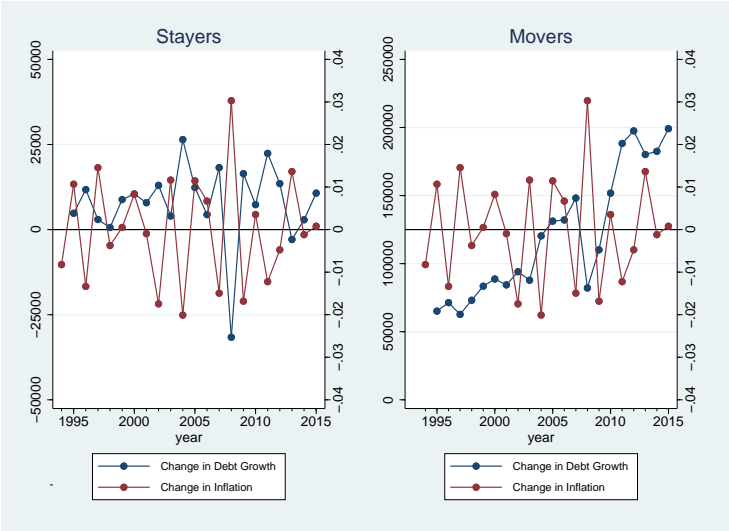 Stayers
50000
25000
0
−25000
−50000
.04
.03
.02
.01
0
−.01
−.02
−.03
−.04
1995 2000 2005 2010 2015
year
Change in Debt Growth
Change in Inflation
Movers
250000
200000
150000
100000
50000
0
.04
.03
.02
.01
0
−.01
−.02
−.03
−.04
1995 2000 2005 2010 2015
year
Change in Debt Growth
Change in Inflation